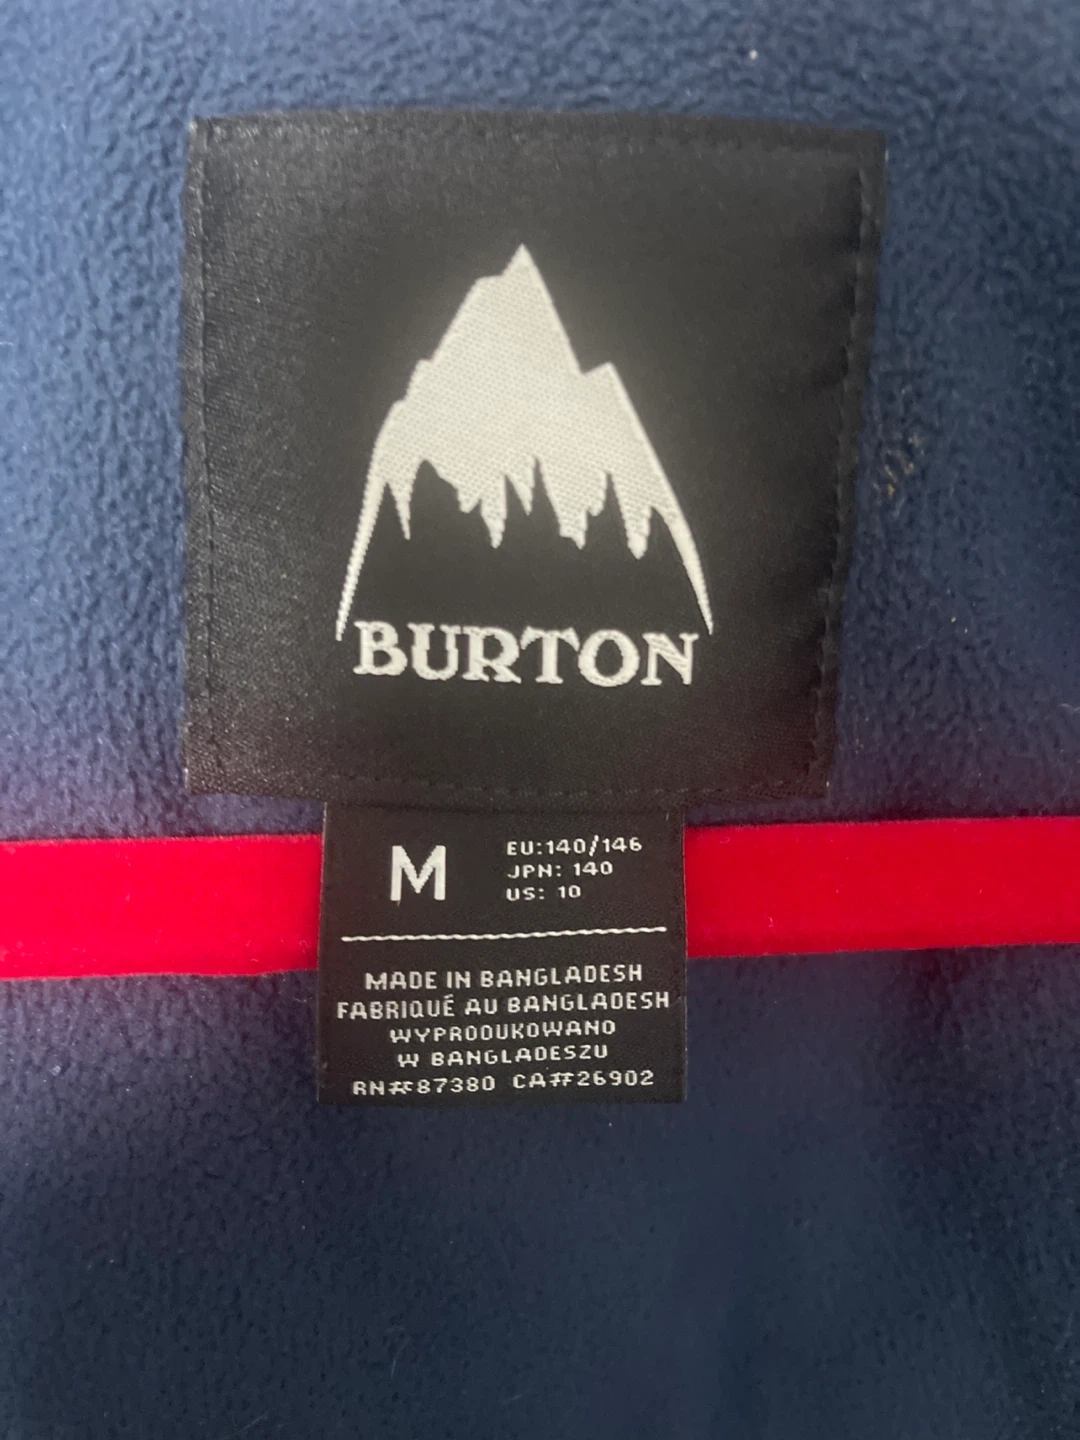 BURTON
M
EU:140/146
JPN: 140
US: 10
MADE IN BANGLADESH
FABRIQUÉ AU BANGLADESH
WYPRODUKOWANO
W BANGLADESZU
RN#87380 CA#26902